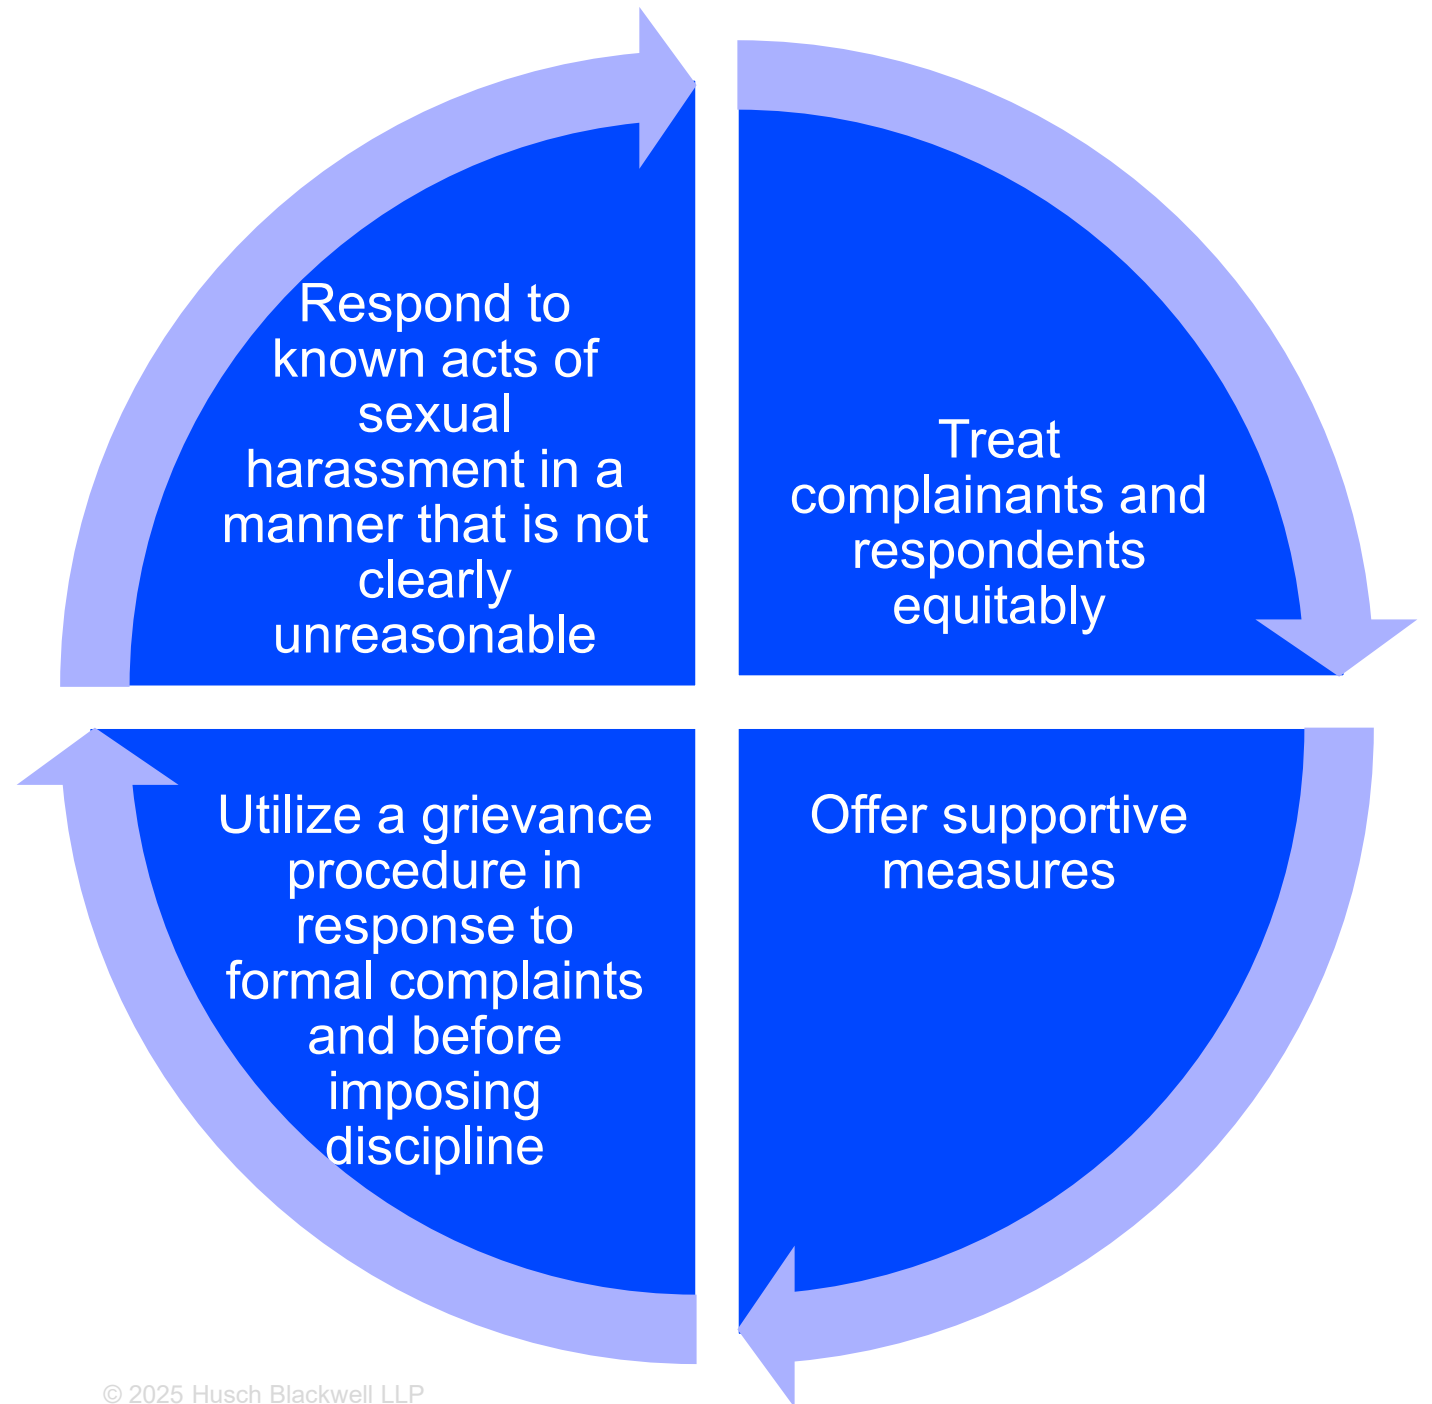 Respond to
known acts of
sexual
harassment in a
manner that is not
clearly
unreasonable
Treat
complainants and
respondents
equitably
Utilize a grievance
procedure in
response to
formal complaints
and before
imposing
discipline
Offer supportive
measures
© 2025 Husch Blackwell LLP